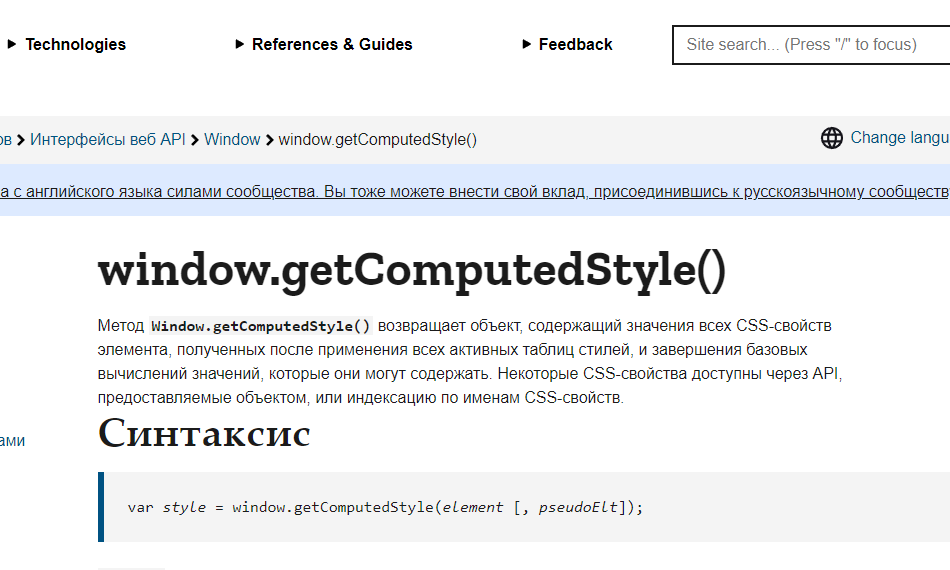 Technologies References & Guides Feedback Site search... (Press "/" to focus)
ов Интерфейсы веб API Window window.getComputedStyle() Change langu
а с английского языка силами сообщества. Вы тоже можете внести свой вклад, присоединившись к русскоязычному сообществ
window.getComputedStyle()
Метод Window.getComputedStyle() возвращает объект, содержащий значения всех CSS-свойств
элемента, полученных после применения всех активных таблиц стилей, и завершения базовых
вычислений значений, которые они могут содержать. Некоторые CSS-свойства доступны через API,
предоставляемые объектом, или индексацию по именам CSS-свойств.
Синтаксис
ами
var style = window.getComputedStyle(element [, pseudoElt]);